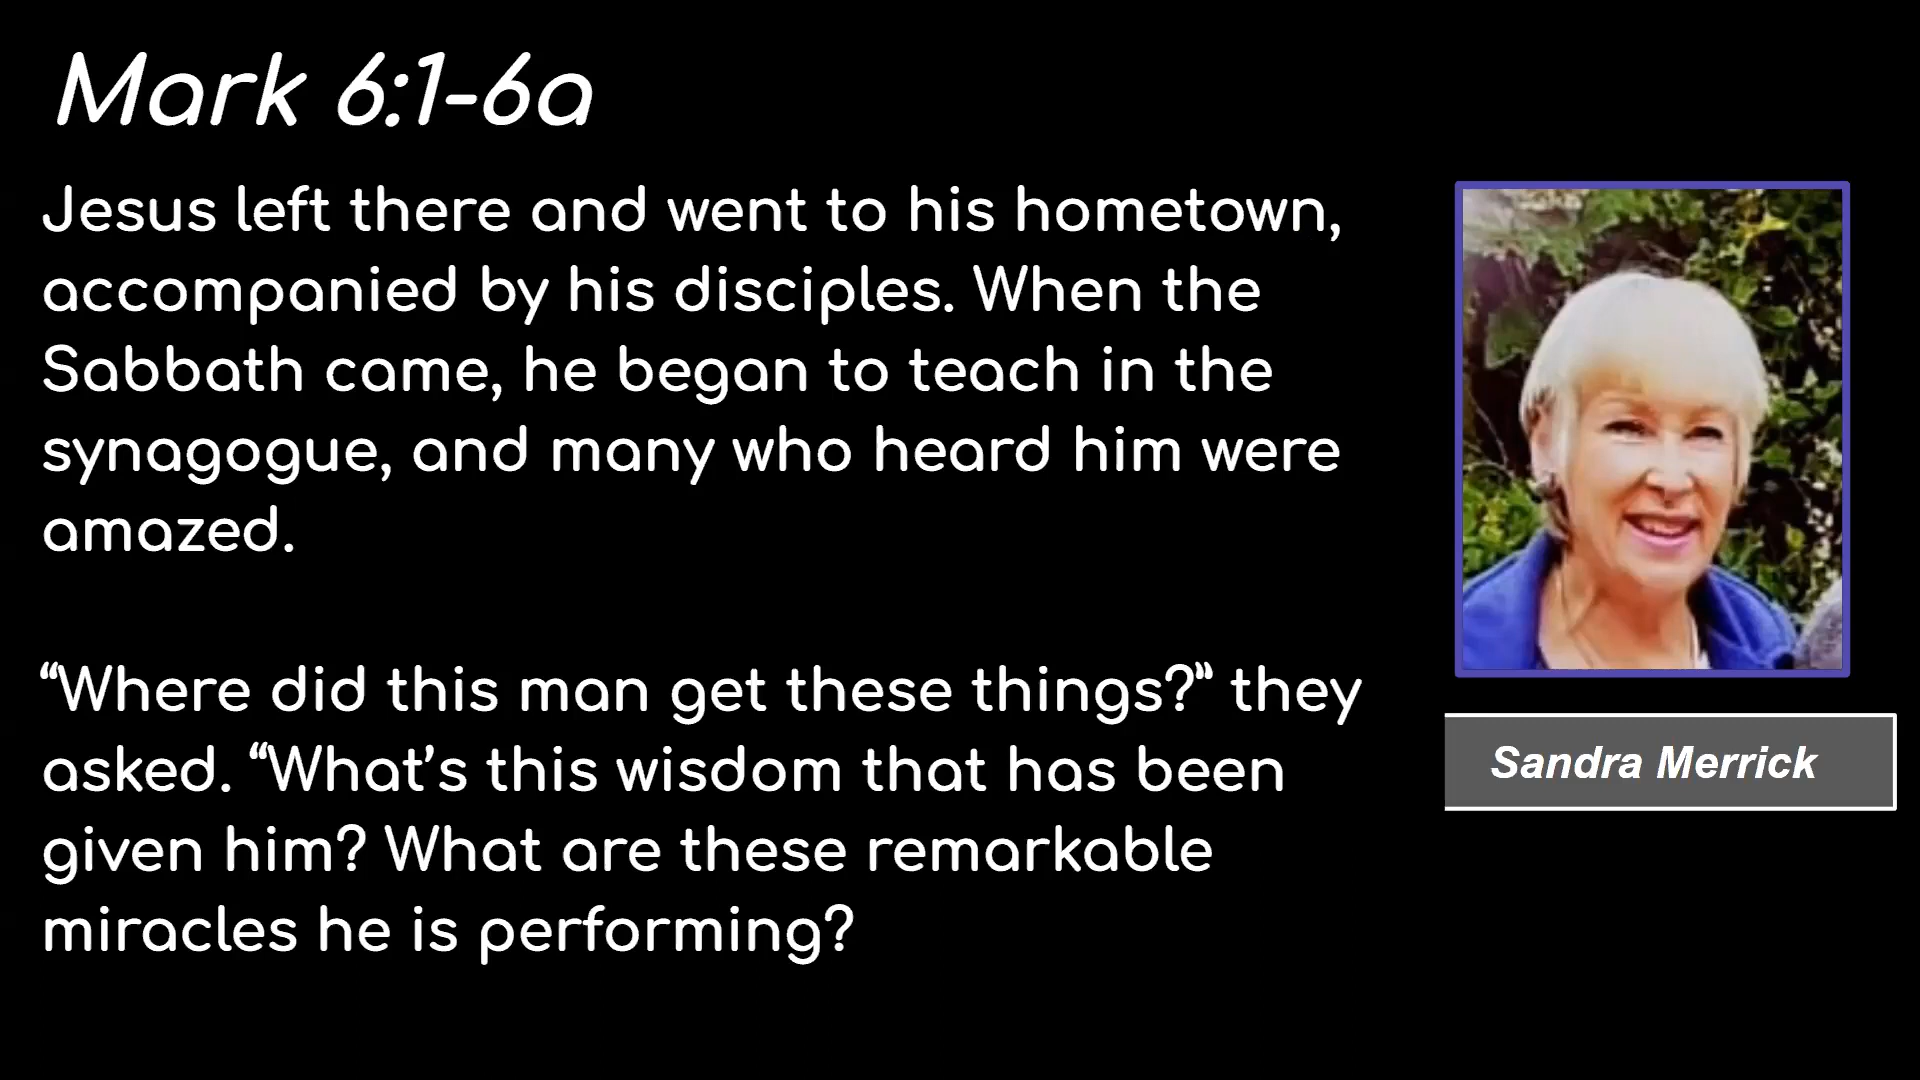 Mark 6:1-6a
Jesus left there and went to his hometown,
accompanied by his disciples. When the
Sabbath came, he began to teach in the
synagogue, and many who heard him were
amazed.
“Where did this man get these things?” they
asked. “What’s this wisdom that has been
given him? What are these remarkable
miracles he is performing?
Sandra Merrick